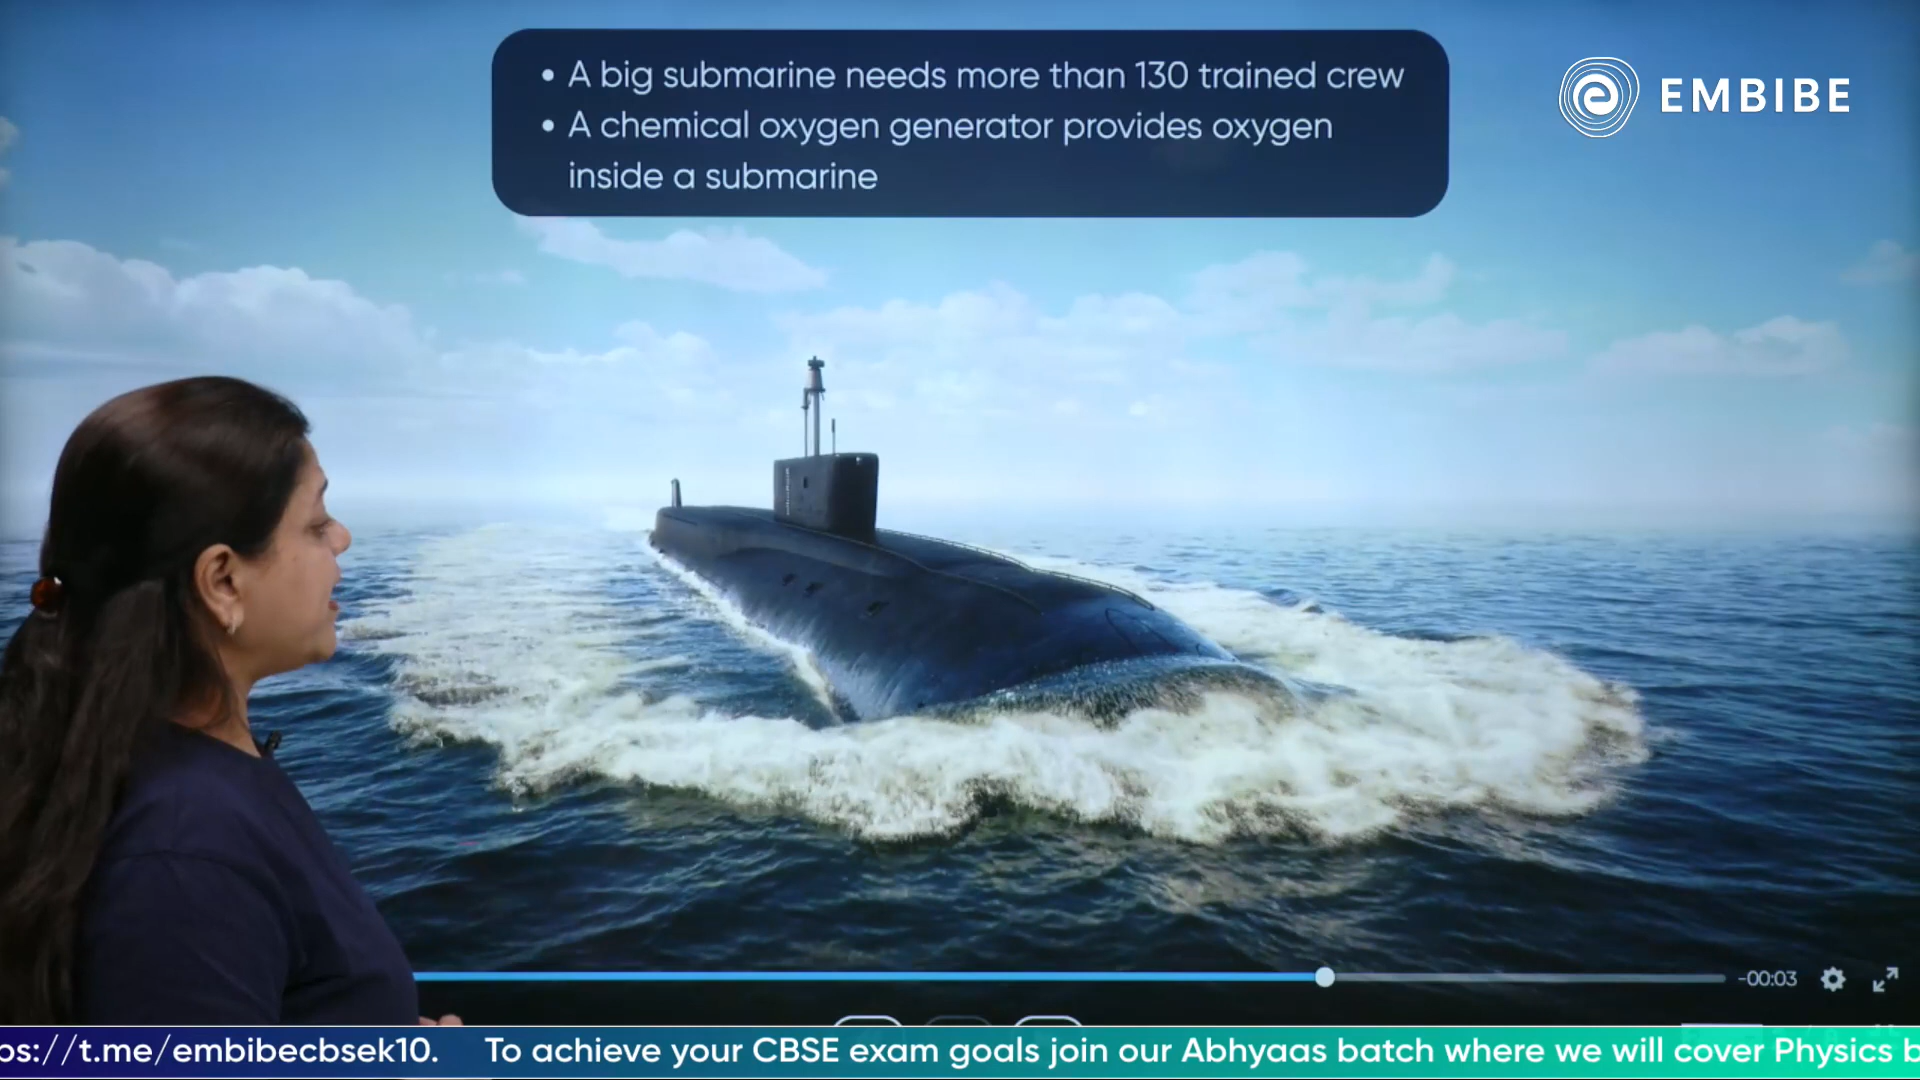 • A big submarine needs more than 130 trained crew
• A chemical oxygen generator provides oxygen
inside a submarine
EMBIBE
-00:03
ps://t.me/embibecbsek10. To achieve your CBSE exam goals join our Abhyaas batch where we will cover Physics b